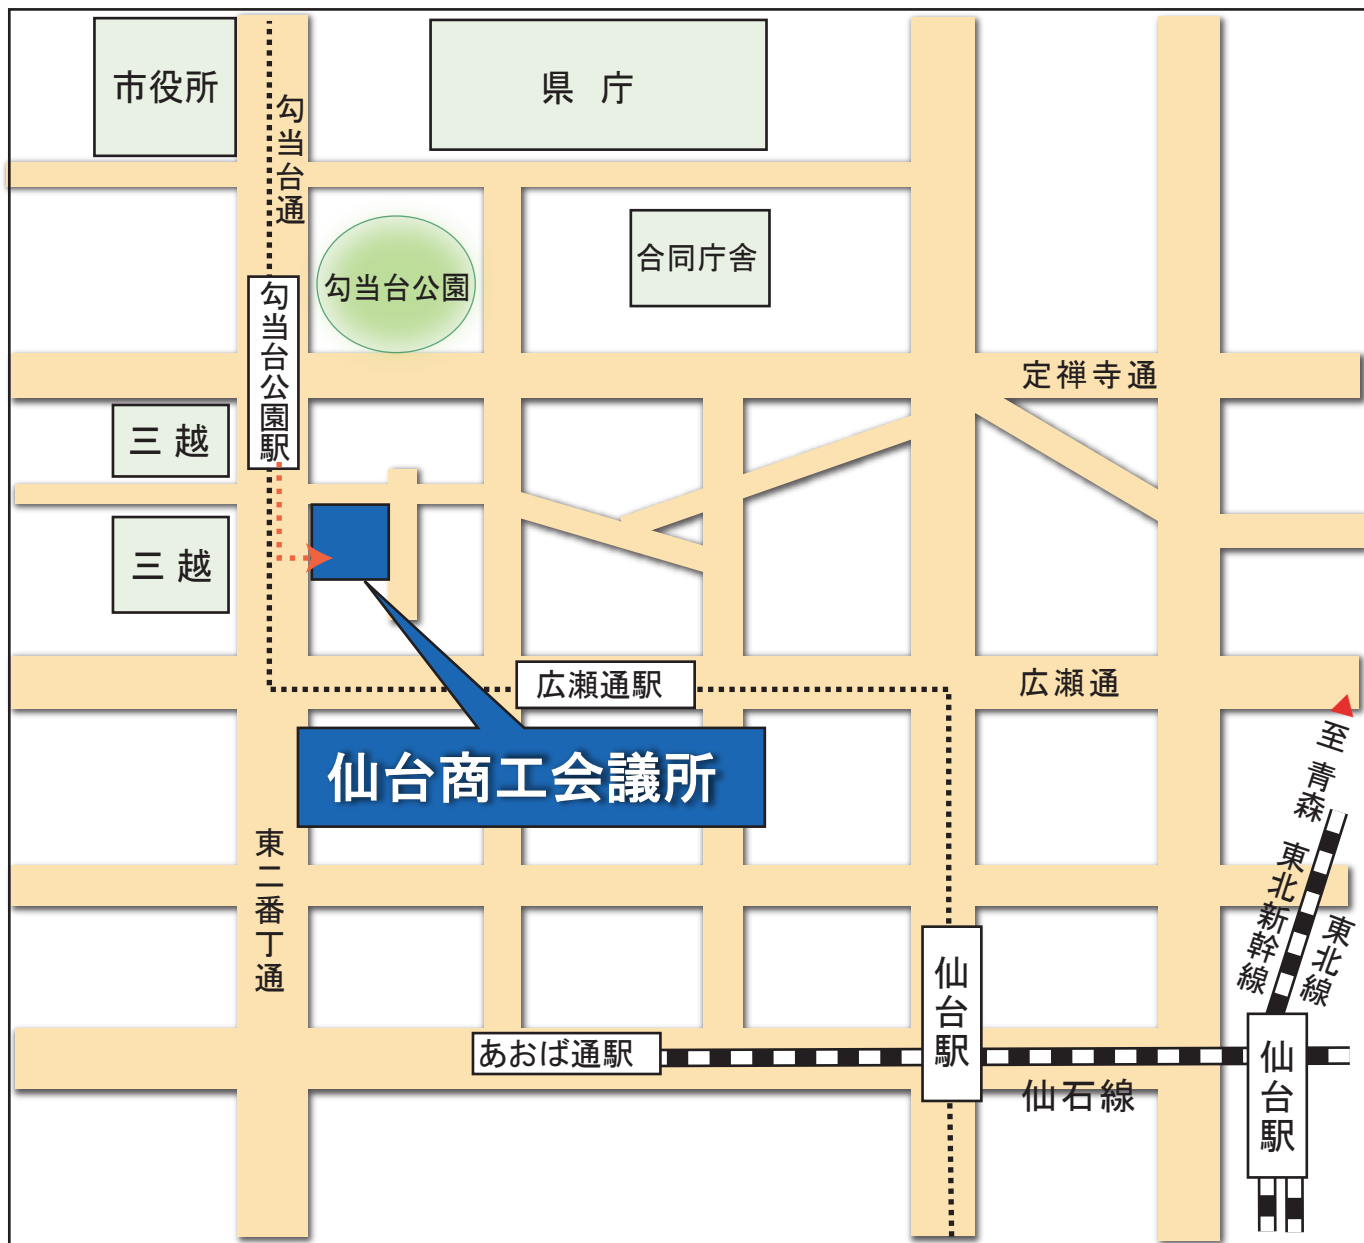 市役所
県庁
勾当台通
勾当台公園
合同庁舎
勾当台公園駅
定禅寺通
三越
三越
広瀬通駅
広瀬通
仙台商工会議所
至青森
東二番丁通
東北新幹線
東北線
仙台駅
あおば通駅
仙石線
仙台駅